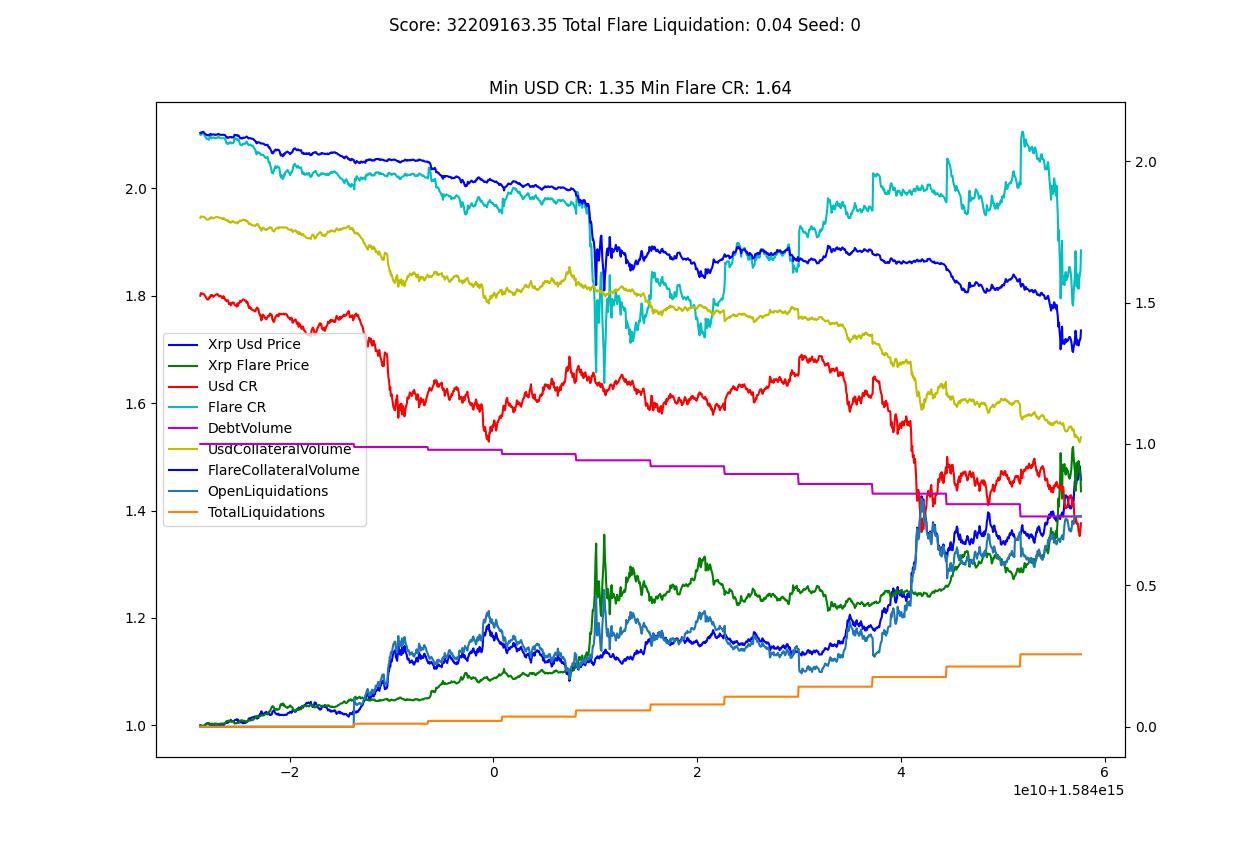 Score: 32209163.35 Total Flare Liquidation: 0.04 Seed: 0
Min USD CR: 1.35 Min Flare CR: 1.64
2.0
1.8
1.6
1.4
1.2
1.0
Xrp Usd Price
Xrp Flare Price
Usd CR
Flare CR
DebtVolume
UsdCollateralVolume
FlareCollateralVolume
OpenLiquidations
TotalLiquidations
2.0
1.5
1.0
0.5
0.0
−2 0 2 4 6
1e10+1.584e15